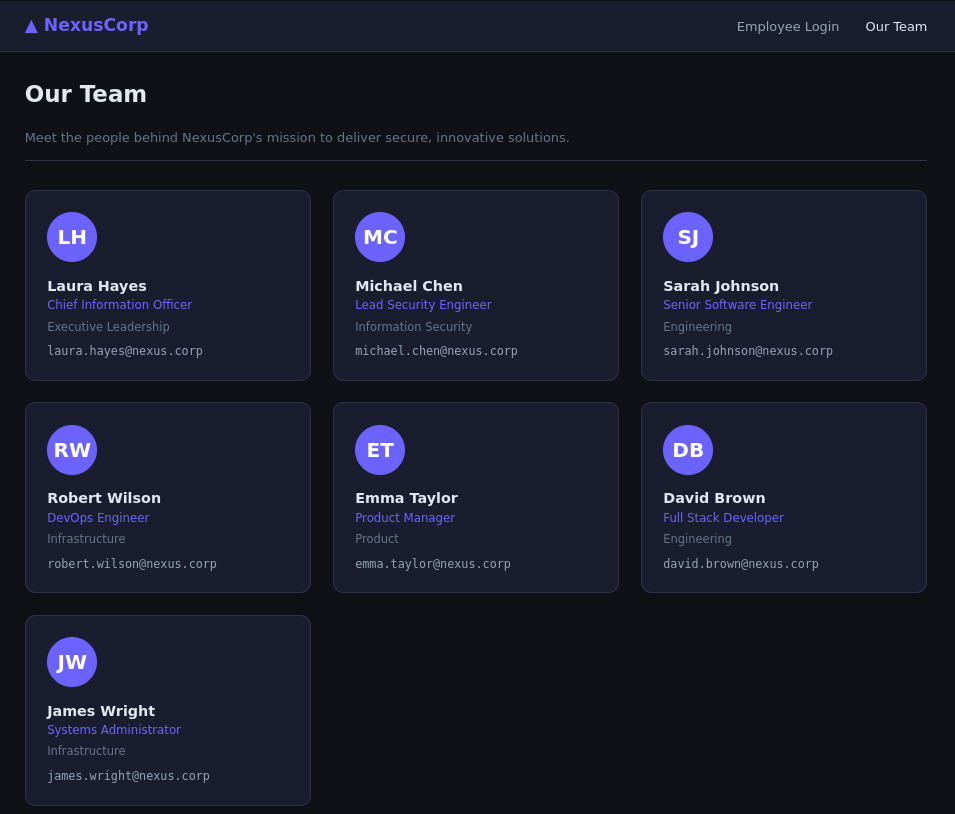 ▲ NexusCorp
Employee Login
Our Team
Our Team
Meet the people behind NexusCorp's mission to deliver secure, innovative solutions.
LH
Laura Hayes
Chief Information Officer
Executive Leadership
laura.hayes@nexus.corp
MC
Michael Chen
Lead Security Engineer
Information Security
michael.chen@nexus.corp
SJ
Sarah Johnson
Senior Software Engineer
Engineering
sarah.johnson@nexus.corp
RW
Robert Wilson
DevOps Engineer
Infrastructure
robert.wilson@nexus.corp
ET
Emma Taylor
Product Manager
Product
emma.taylor@nexus.corp
DB
David Brown
Full Stack Developer
Engineering
david.brown@nexus.corp
JW
James Wright
Systems Administrator
Infrastructure
james.wright@nexus.corp